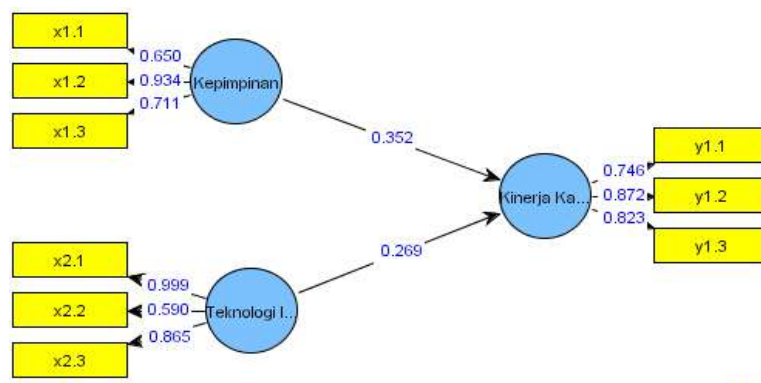 x1.1
0.650
x1.2
0.934
Kepimpinan
0.711
x1.3
0.352
y1.1
0.746
Kinerja Ka...
0.872
y1.2
0.823
y1.3
0.269
x2.1
0.999
x2.2
0.590
Teknologi I...
0.865
x2.3